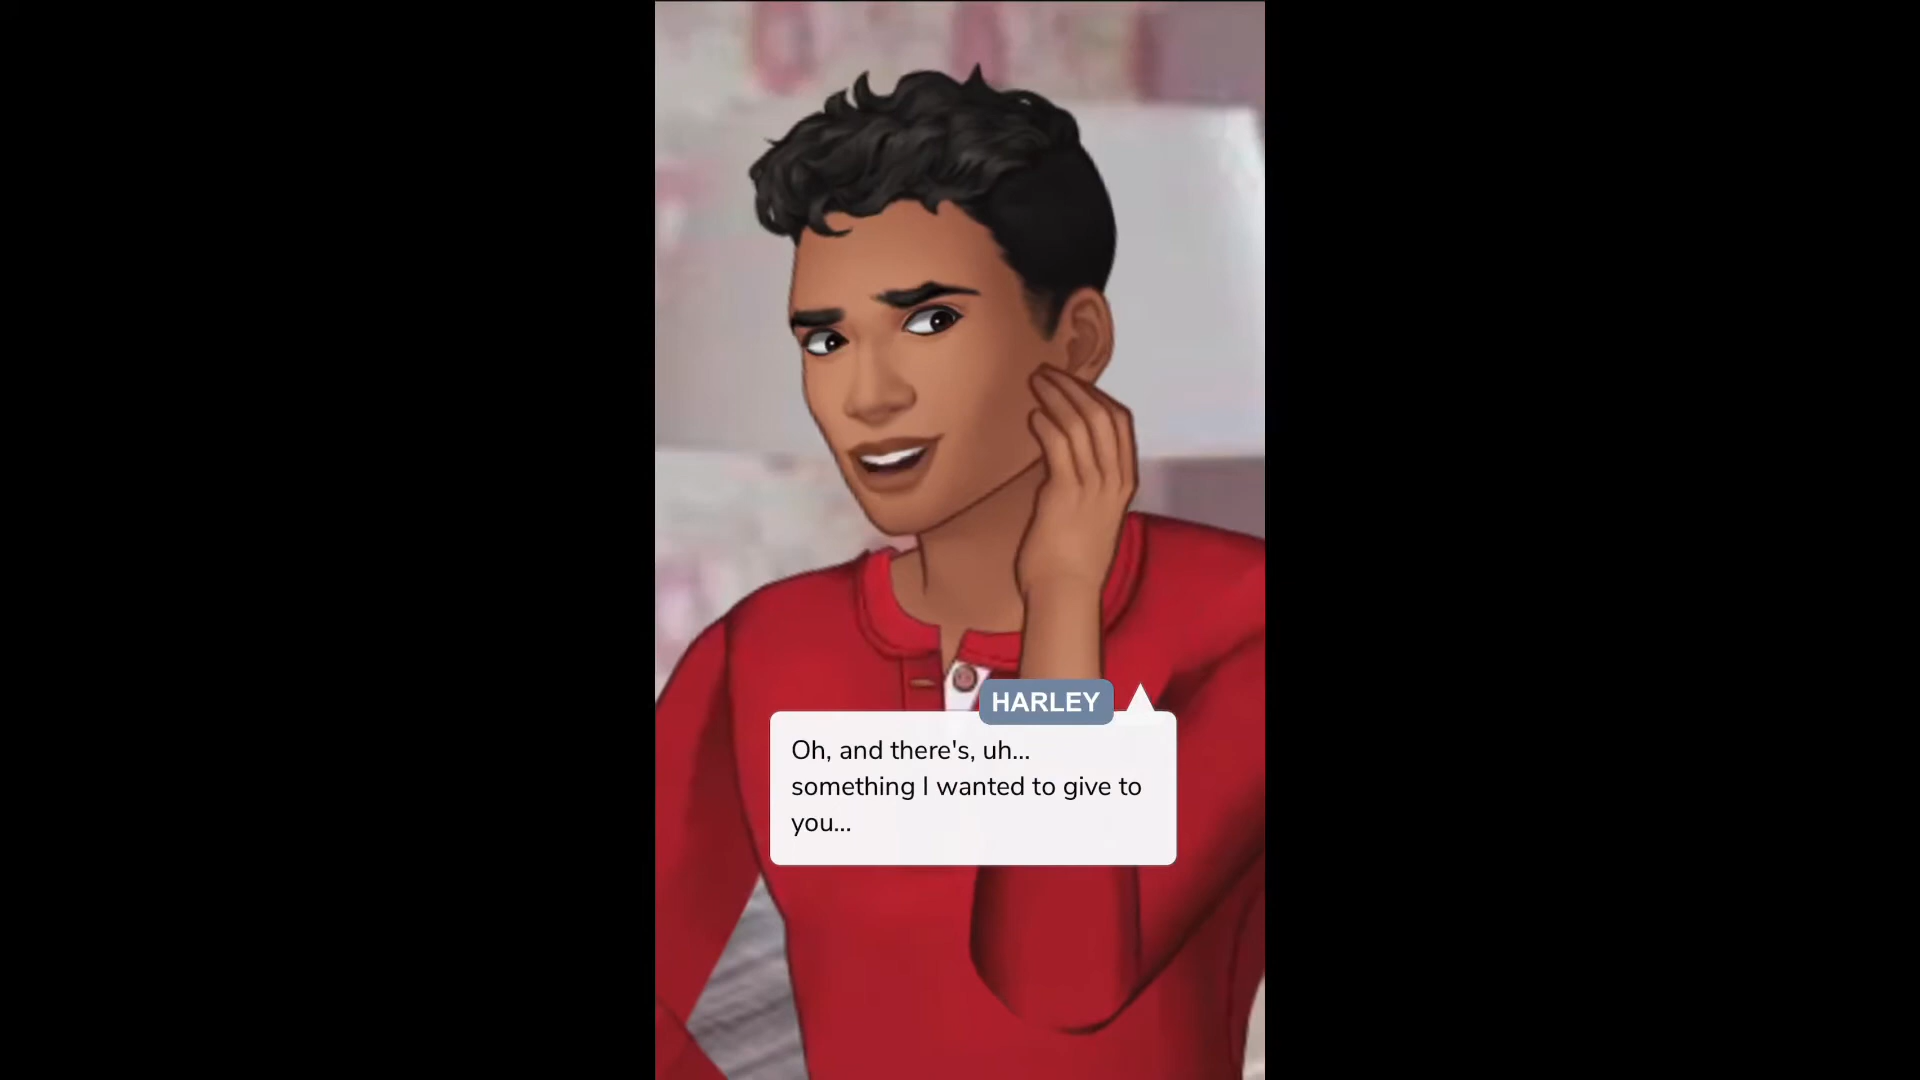 HARLEY
Oh, and there's, uh...
something I wanted to give to
you...